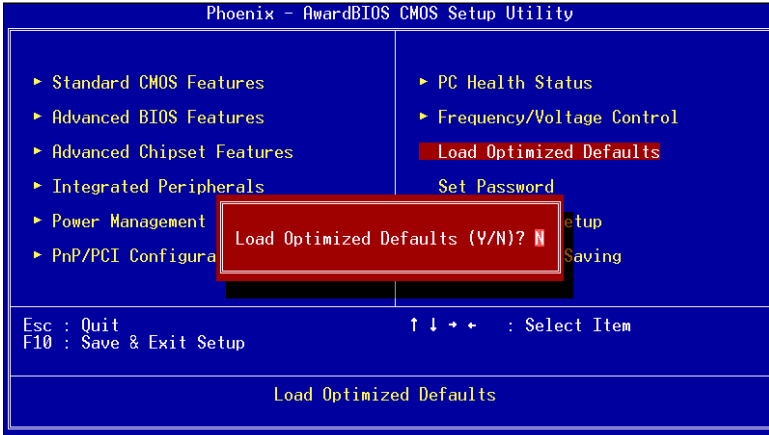 Phoenix - AwardBIOS CMOS Setup Utility
► Standard CMOS Features
► Advanced BIOS Features
► Advanced Chipset Features
► Integrated Peripherals
► Power Management
► PnP/PCI Configura
► PC Health Status
► Frequency/Voltage Control
Load Optimized Defaults
Set Password
etup
Saving
Load Optimized Defaults (Y/N)? N
Esc : Quit
F10 : Save & Exit Setup
↑ ↓ → ← : Select Item
Load Optimized Defaults